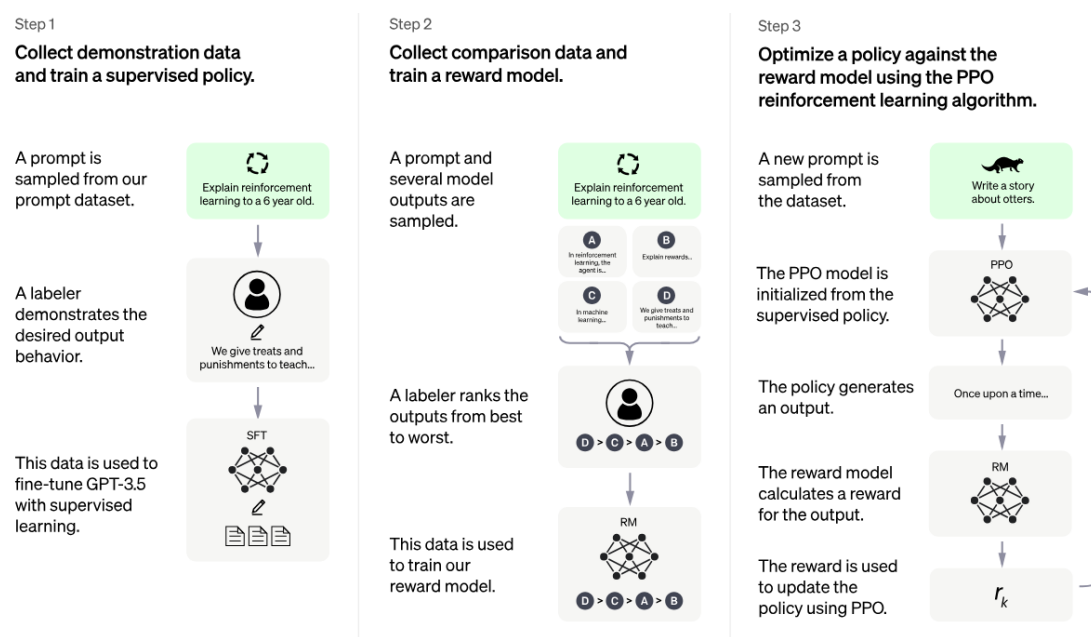 Step 1
Collect demonstration data
and train a supervised policy.
A prompt is
sampled from our
prompt dataset.
Explain reinforcement
learning to a 6 year old.
A labeler
demonstrates the
desired output
behavior.
We give treats and
punishments to teach...
This data is used to
fine-tune GPT-3.5
with supervised
learning.
SFT
Step 2
Collect comparison data and
train a reward model.
A prompt and
several model
outputs are
sampled.
Explain reinforcement
learning to a 6 year old.
A
In reinforcement
learning, the
agent is...
B
Explain rewards...
C
In machine
learning...
D
We give treats and
punishments to
teach...
A labeler ranks the
outputs from best
to worst.
D > C > A > B
This data is used
to train our
reward model.
RM
D > C > A > B
Step 3
Optimize a policy against the
reward model using the PPO
reinforcement learning algorithm.
A new prompt is
sampled from
the dataset.
Write a story
about otters.
The PPO model is
initialized from the
supervised policy.
PPO
The policy generates
an output.
Once upon a time...
The reward model
calculates a reward
for the output.
RM
The reward is used
to update the
policy using PPO.
rk